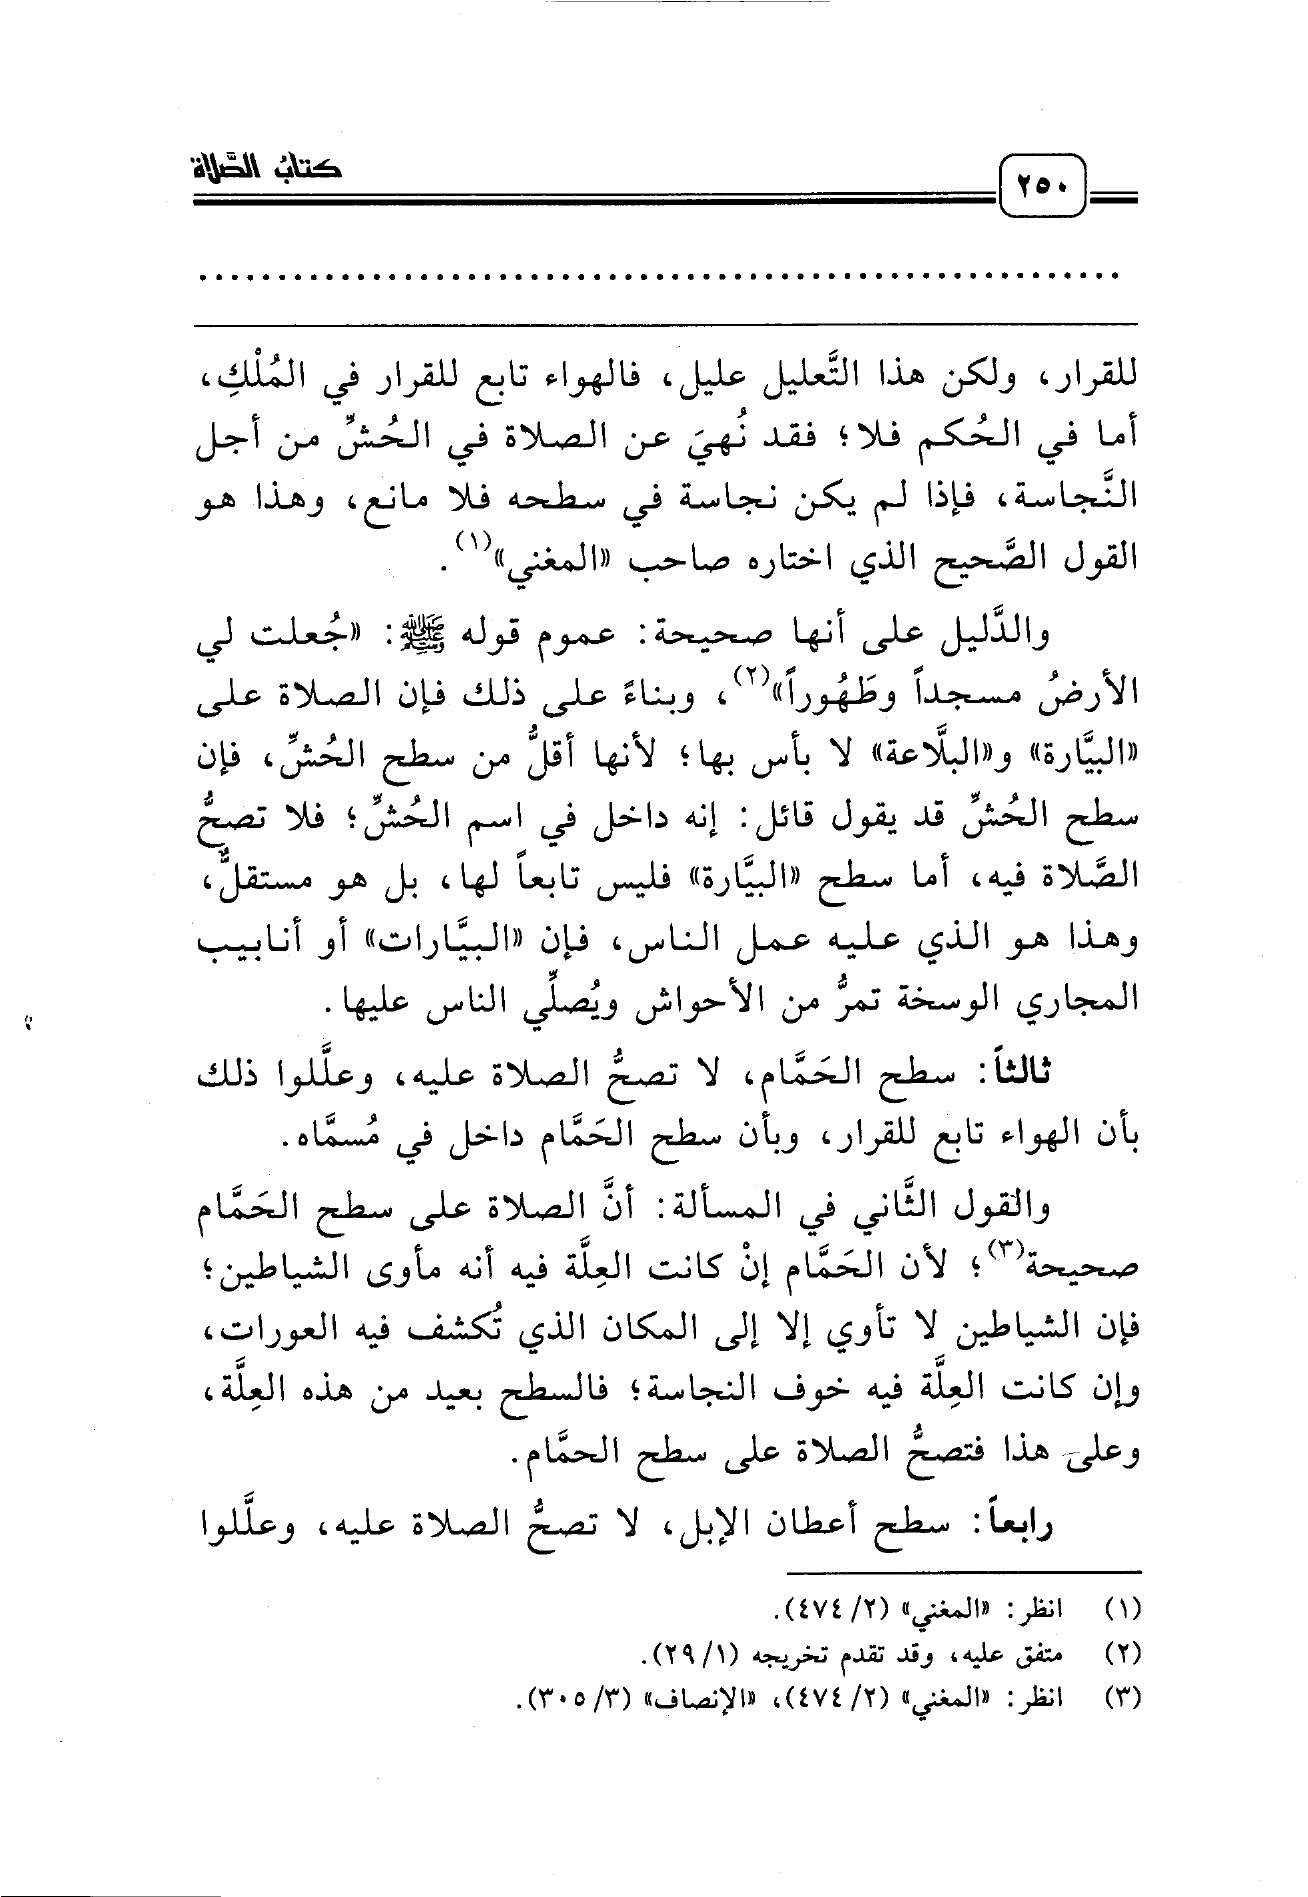 ٢٥٠
كتابُ الصَّلاة
للقرار، ولكن هذا التَّعليل عليل، فالهواء تابع للقرار في المُلْكِ،
أما في الحُكم فلا؛ فقد نُهيَ عن الصلاة في الحُشِّ من أجل
النَّجاسة، فإذا لم يكن نجاسة في سطحه فلا مانع، وهذا هو
القول الصَّحيح الذي اختاره صاحب «المغني»(١).
والدَّليل على أنها صحيحة: عموم قوله ﷺ: «جُعلت لي
الأرضُ مسجداً وطَهُوراً»(٢)، وبناءً على ذلك فإن الصلاة على
«البيَّارة» و«البلَّاعة» لا بأس بها؛ لأنها أقلُّ من سطح الحُشِّ، فإن
سطح الحُشِّ قد يقول قائل: إنه داخل في اسم الحُشِّ؛ فلا تصحُّ
الصَّلاة فيه، أما سطح «البيَّارة» فليس تابعاً لها، بل هو مستقلٌّ،
وهذا هو الذي عليه عمل الناس، فإن «البيَّارات» أو أنابيب
المجاري الوسخة تمرُّ من الأحواش ويُصلِّي الناس عليها.
ثالثاً: سطح الحَمَّام، لا تصحُّ الصلاة عليه، وعلَّلوا ذلك
بأن الهواء تابع للقرار، وبأن سطح الحَمَّام داخل في مُسمَّاه.
والقول الثَّاني في المسألة: أنَّ الصلاة على سطح الحَمَّام
صحيحة(٣)؛ لأن الحَمَّام إنْ كانت العِلَّة فيه أنه مأوى الشياطين؛
فإن الشياطين لا تأوي إلا إلى المكان الذي تُكشف فيه العورات،
وإن كانت العِلَّة فيه خوف النجاسة؛ فالسطح بعيد من هذه العِلَّة،
وعلى هذا فتصحُّ الصلاة على سطح الحمَّام.
رابعاً: سطح أعطان الإبل، لا تصحُّ الصلاة عليه، وعلَّلوا
(١) انظر: «المغني» (٢/ ٤٧٤).
(٢) متفق عليه، وقد تقدم تخريجه (١/ ٢٩).
(٣) انظر: «المغني» (٢/ ٤٧٤)، «الإنصاف» (٣/ ٣٠٥).